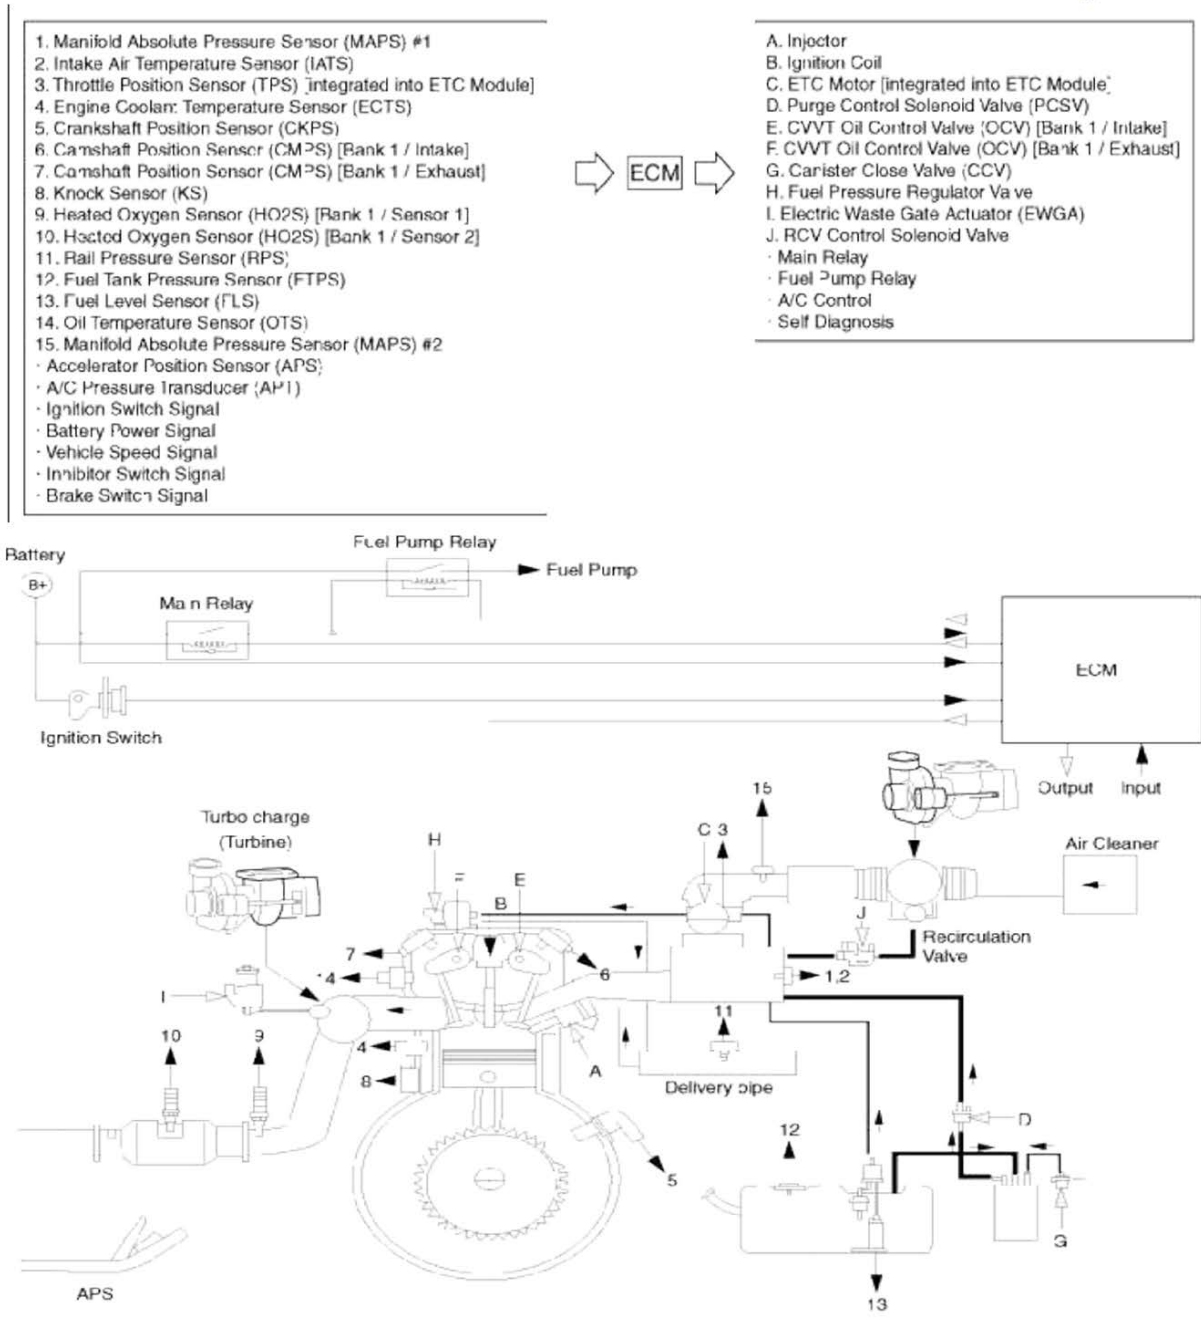 1. Manifold Absolute Pressure Sensor (MAPS) #1
2. Intake Air Temperature Sensor (IATS)
3. Throttle Position Sensor (TPS) [integrated into ETC Module]
4. Engine Coolant Temperature Sensor (ECTS)
5. Crankshaft Position Sensor (CKPS)
6. Camshaft Position Sensor (CMPS) [Bank 1 / Intake]
7. Camshaft Position Sensor (CMPS) [Bank 1 / Exhaust]
8. Knock Sensor (KS)
9. Heated Oxygen Sensor (HO2S) [Bank 1 / Sensor 1]
10. Heated Oxygen Sensor (HO2S) [Bank 1 / Sensor 2]
11. Rail Pressure Sensor (RPS)
12. Fuel Tank Pressure Sensor (FTPS)
13. Fuel Level Sensor (FLS)
14. Oil Temperature Sensor (OTS)
15. Manifold Absolute Pressure Sensor (MAPS) #2
· Accelerator Position Sensor (APS)
· A/C Pressure Transducer (APT)
· Ignition Switch Signal
· Battery Power Signal
· Vehicle Speed Signal
· Inhibitor Switch Signal
· Brake Switch Signal
ECM
A. Injector
B. Ignition Coil
C. ETC Motor [integrated into ETC Module]
D. Purge Control Solenoid Valve (PCSV)
E. CVVT Oil Control Valve (OCV) [Bank 1 / Intake]
F. CVVT Oil Control Valve (OCV) [Bank 1 / Exhaust]
G. Canister Close Valve (CCV)
H. Fuel Pressure Regulator Valve
I. Electric Waste Gate Actuator (EWGA)
J. RCV Control Solenoid Valve
· Main Relay
· Fuel Pump Relay
· A/C Control
· Self Diagnosis
Battery
B+
Fuel Pump Relay
Fuel Pump
Main Relay
ECM
Ignition Switch
Output
Input
15
Turbo charge
(Turbine)
H
C 3
Air Cleaner
F
E
B
J
7
Recirculation
Valve
14
6
1,2
I
11
10
9
4
A
8
Delivery pipe
D
12
5
G
APS
13